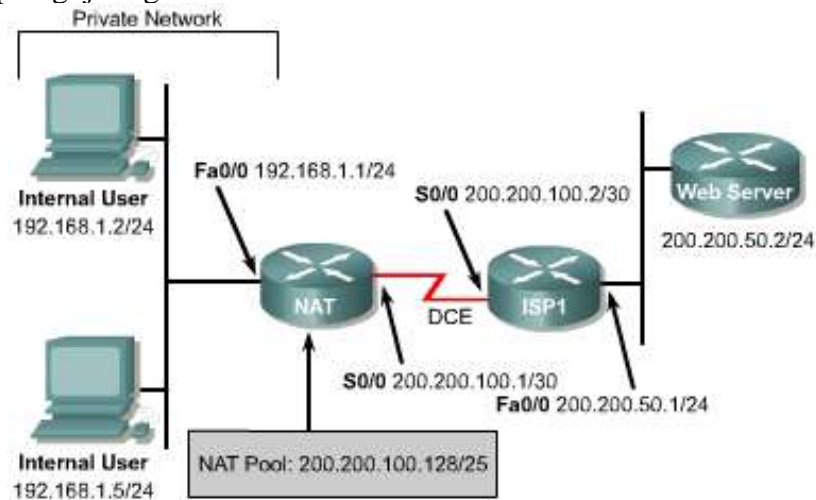 Private Network
Internal User
192.168.1.2/24
Fa0/0 192.168.1.1/24
S0/0 200.200.100.2/30
Web Server
200.200.50.2/24
NAT
DCE
ISP1
S0/0 200.200.100.1/30
Fa0/0 200.200.50.1/24
Internal User
192.168.1.5/24
NAT Pool: 200.200.100.128/25